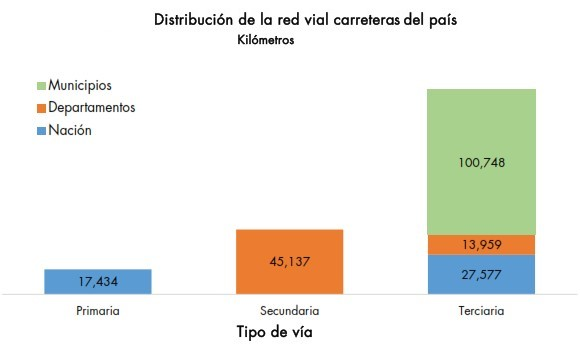 Distribución de la red vial carreteras del país
Kilómetros
Municipios
Departamentos
Nación
100,748
13,959
45,137
27,577
17,434
Primaria
Secundaria
Terciaria
Tipo de vía